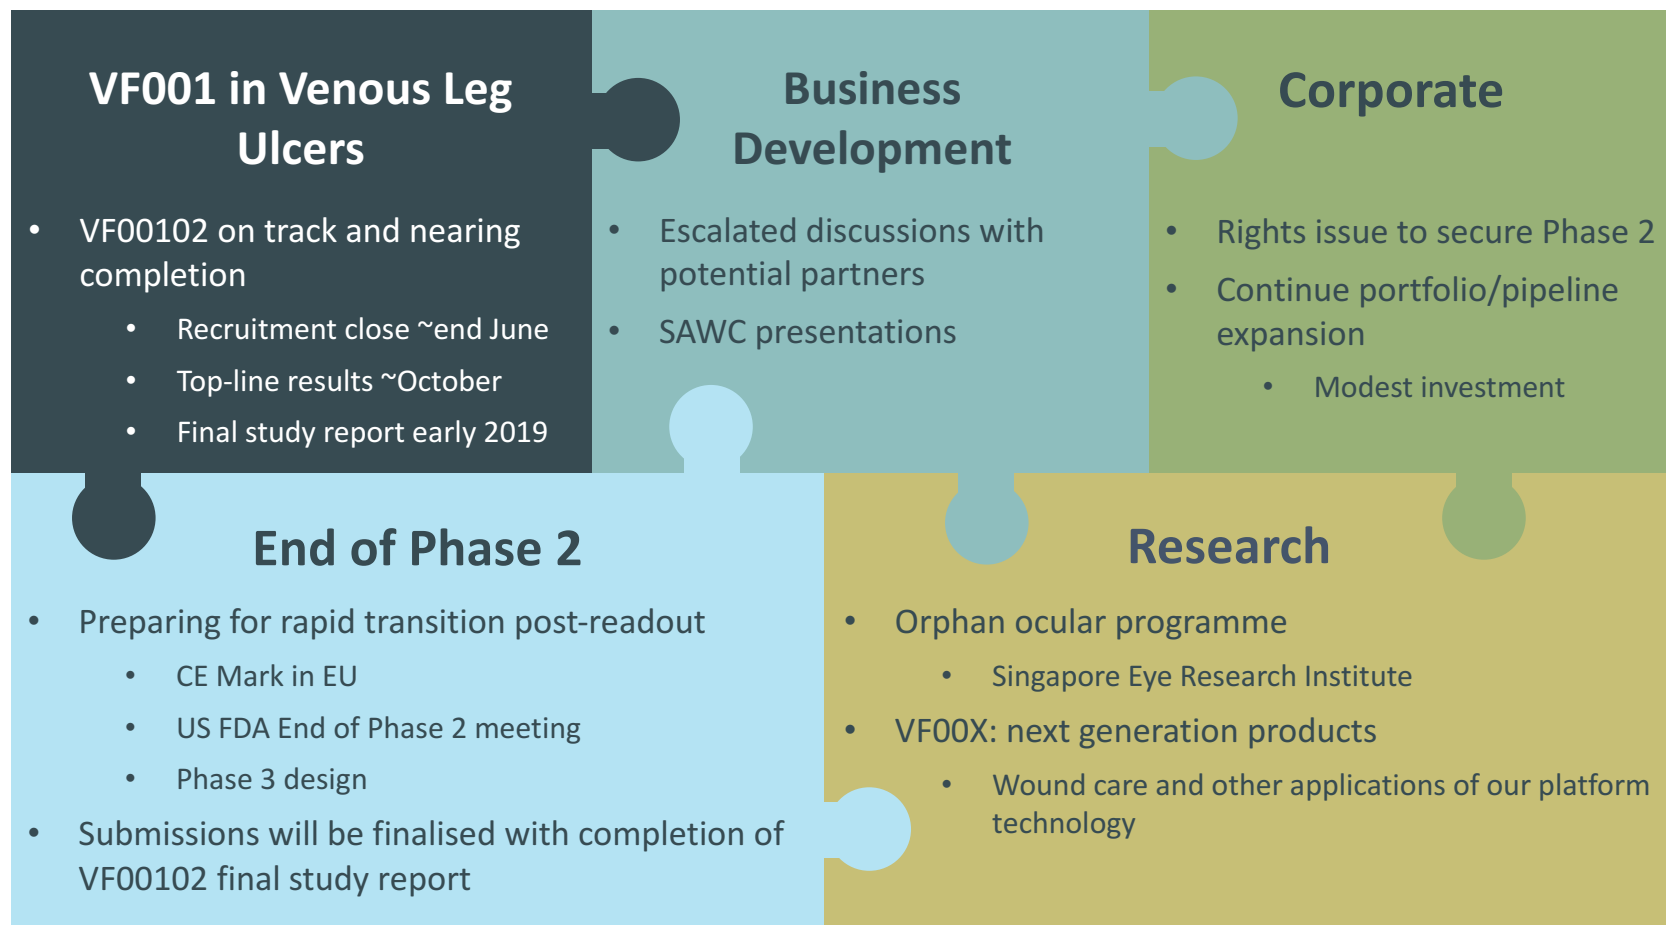 VF001 in Venous Leg
Ulcers
• VF00102 on track and nearing
completion
• Recruitment close ~end June
• Top-line results ~October
• Final study report early 2019
Business
Development
• Escalated discussions with
potential partners
• SAWC presentations
Corporate
• Rights issue to secure Phase 2
• Continue portfolio/pipeline
expansion
• Modest investment
End of Phase 2
• Preparing for rapid transition post-readout
• CE Mark in EU
• US FDA End of Phase 2 meeting
• Phase 3 design
• Submissions will be finalised with completion of
VF00102 final study report
Research
• Orphan ocular programme
• Singapore Eye Research Institute
• VF00X: next generation products
• Wound care and other applications of our platform
technology